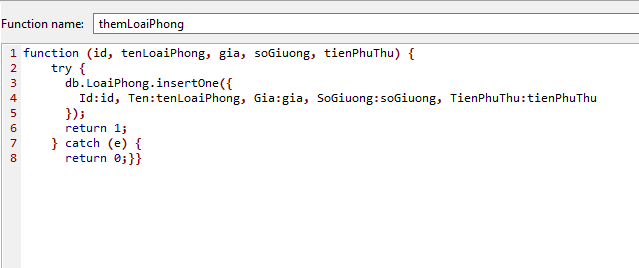 Function name: themLoaiPhong
1 function (id, tenLoaiPhong, gia, soGiuong, tienPhuThu) {
2     try {
3       db.LoaiPhong.insertOne({
4         Id:id, Ten:tenLoaiPhong, Gia:gia, SoGiuong:soGiuong, TienPhuThu:tienPhuThu
5       });
6       return 1;
7     } catch (e) {
8       return 0;}}